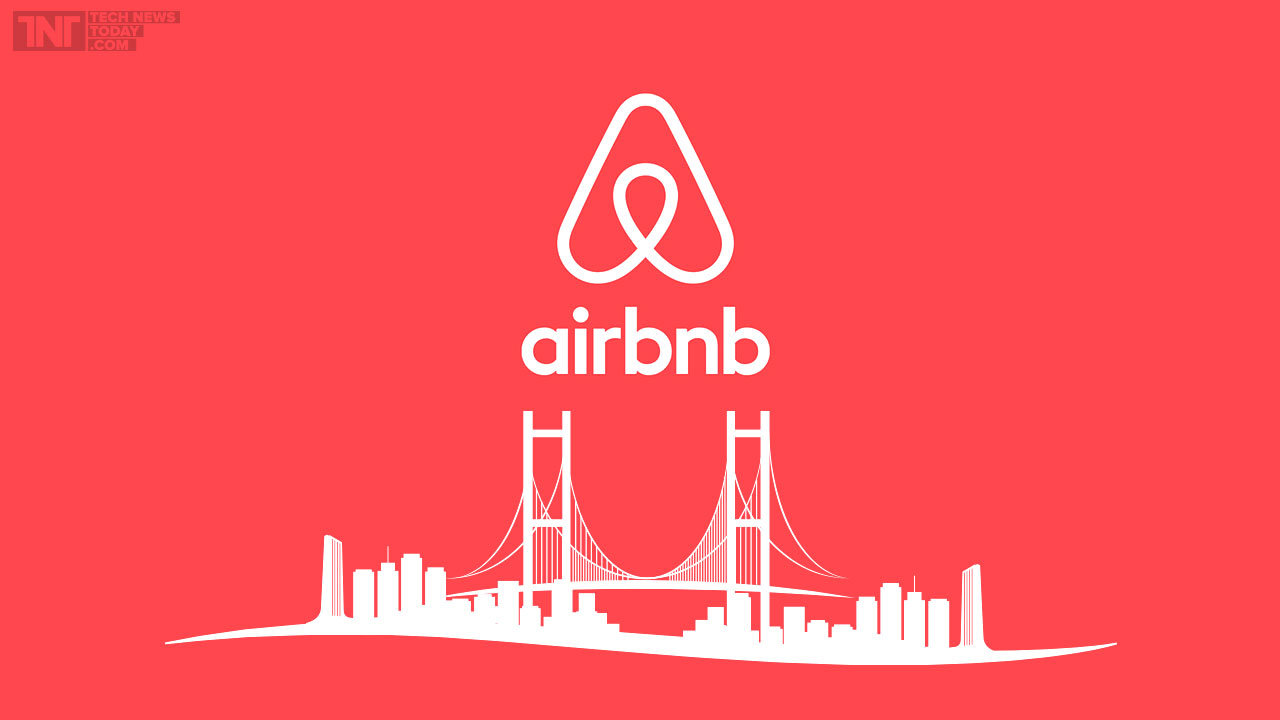 TNT
TECH NEWS
TODAY
.COM
airbnb